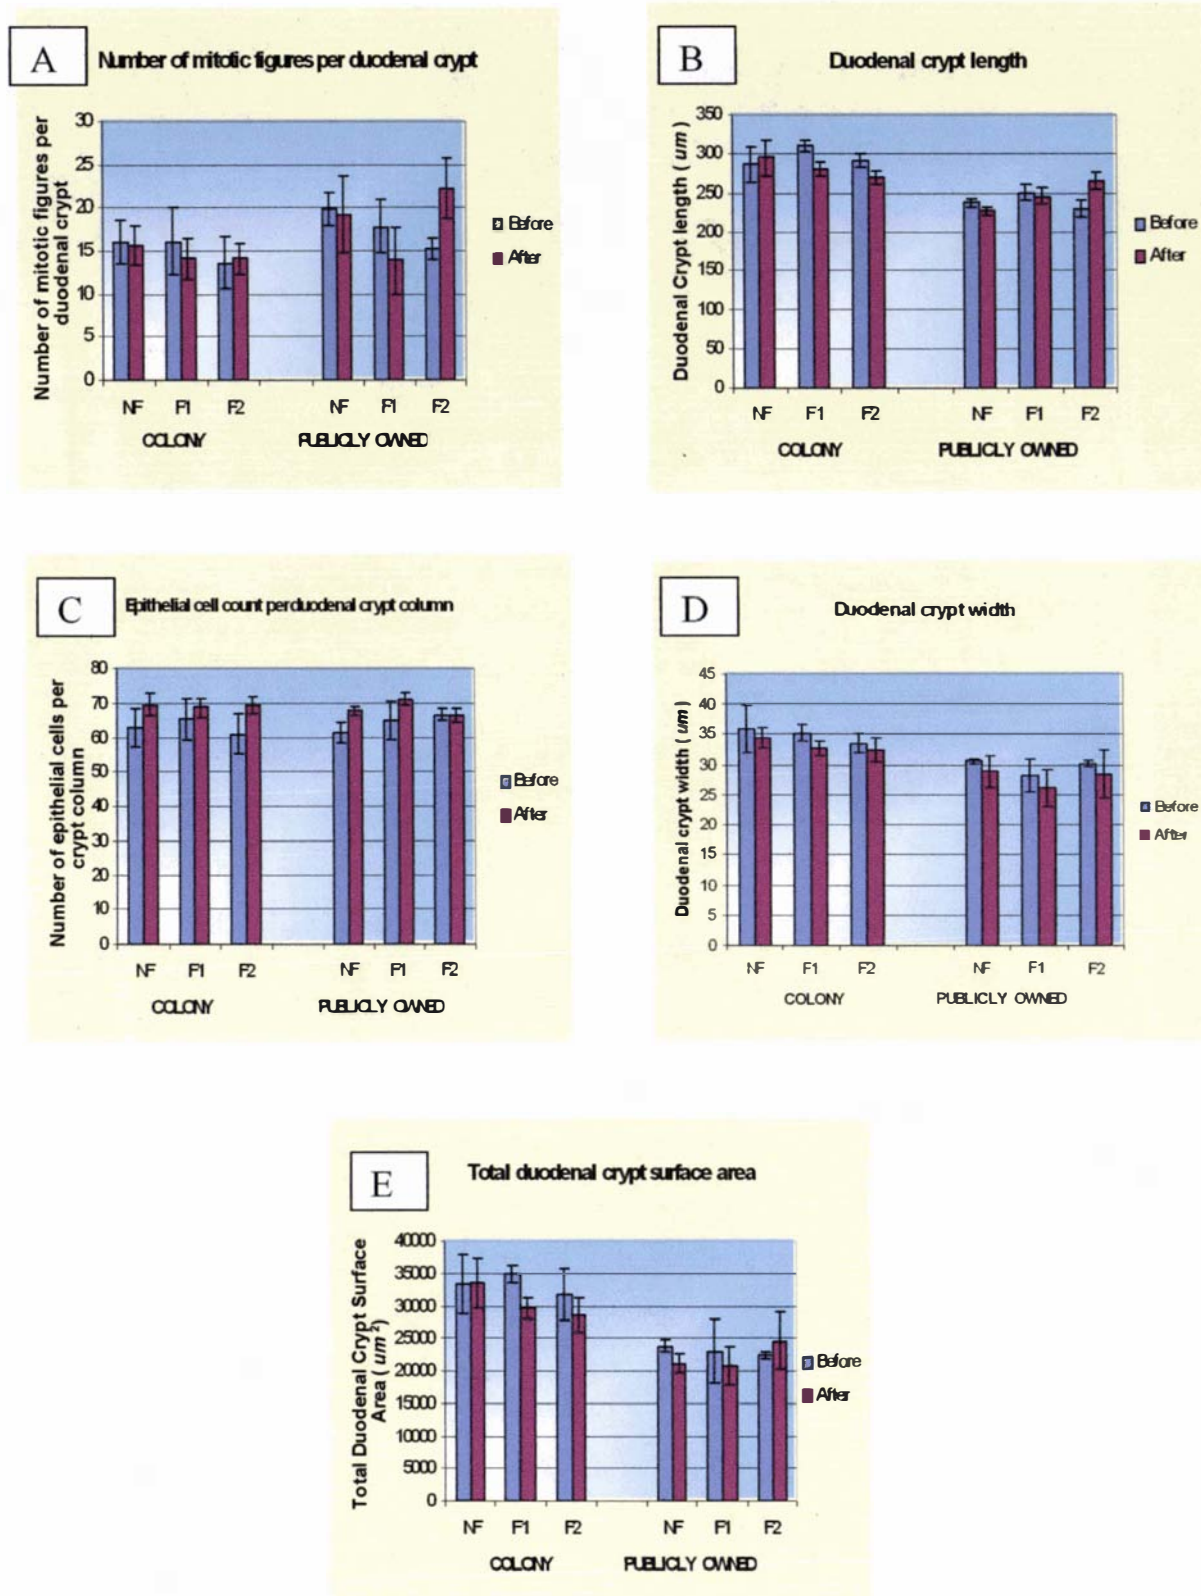 A
Number of mitotic figures per duodenal crypt
Number of mitotic figures per
duodenal crypt
30
25
20
15
10
5
0
NF F1 F2 NF F1 F2
COLONY PUBLICLY OWNED
Before
After
B
Duodenal crypt length
Duodenal Crypt length (um)
350
300
250
200
150
100
50
0
NF F1 F2 NF F1 F2
COLONY PUBLICLY OWNED
Before
After
C
Epithelial cell count per duodenal crypt column
Number of epithelial cells per
crypt column
80
70
60
50
40
30
20
10
0
NF F1 F2 NF F1 F2
COLONY PUBLICLY OWNED
Before
After
D
Duodenal crypt width
Duodenal crypt width (um)
45
40
35
30
25
20
15
10
5
0
NF F1 F2 NF F1 F2
COLONY PUBLICLY OWNED
Before
After
E
Total duodenal crypt surface area
Total Duodenal Crypt Surface
Area (um²)
40000
35000
30000
25000
20000
15000
10000
5000
0
NF F1 F2 NF F1 F2
COLONY PUBLICLY OWNED
Before
After